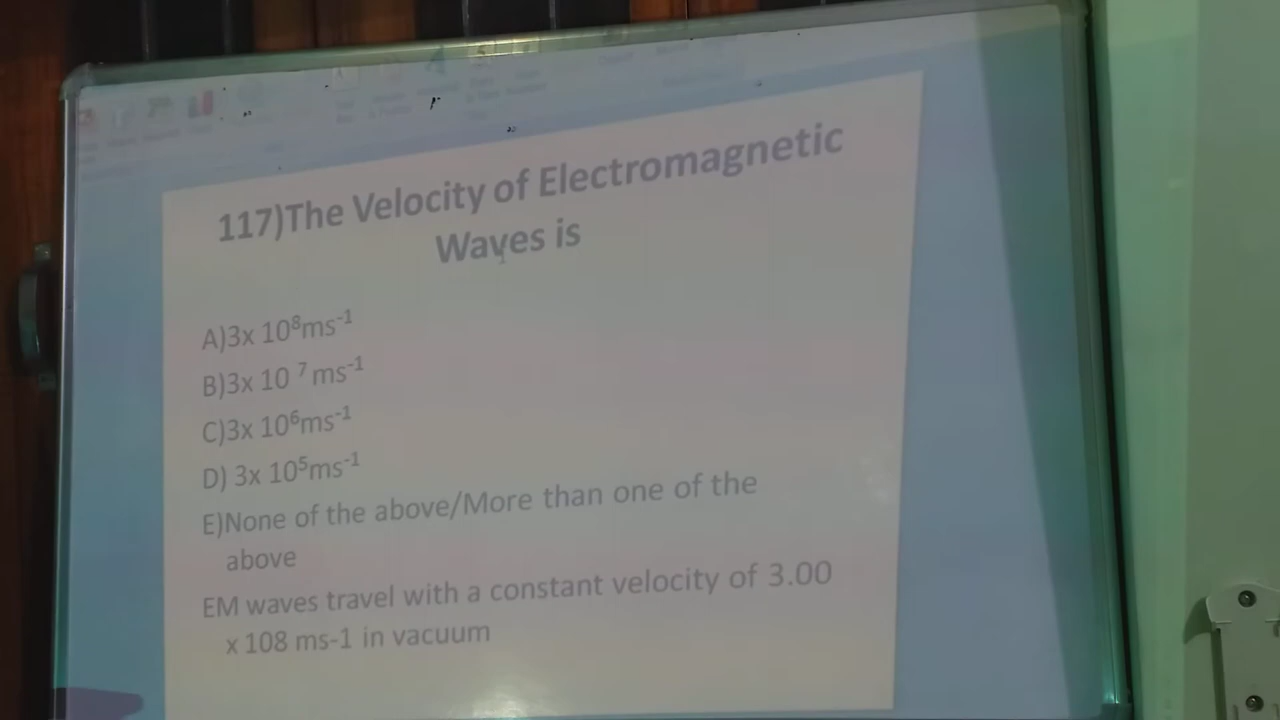 117)The Velocity of Electromagnetic
Waves is
A)3x 10⁸ms⁻¹
B)3x 10 ⁷ ms⁻¹
C)3x 10⁶ms⁻¹
D) 3x 10⁵ms⁻¹
E)None of the above/More than one of the
above
EM waves travel with a constant velocity of 3.00
x 108 ms-1 in vacuum